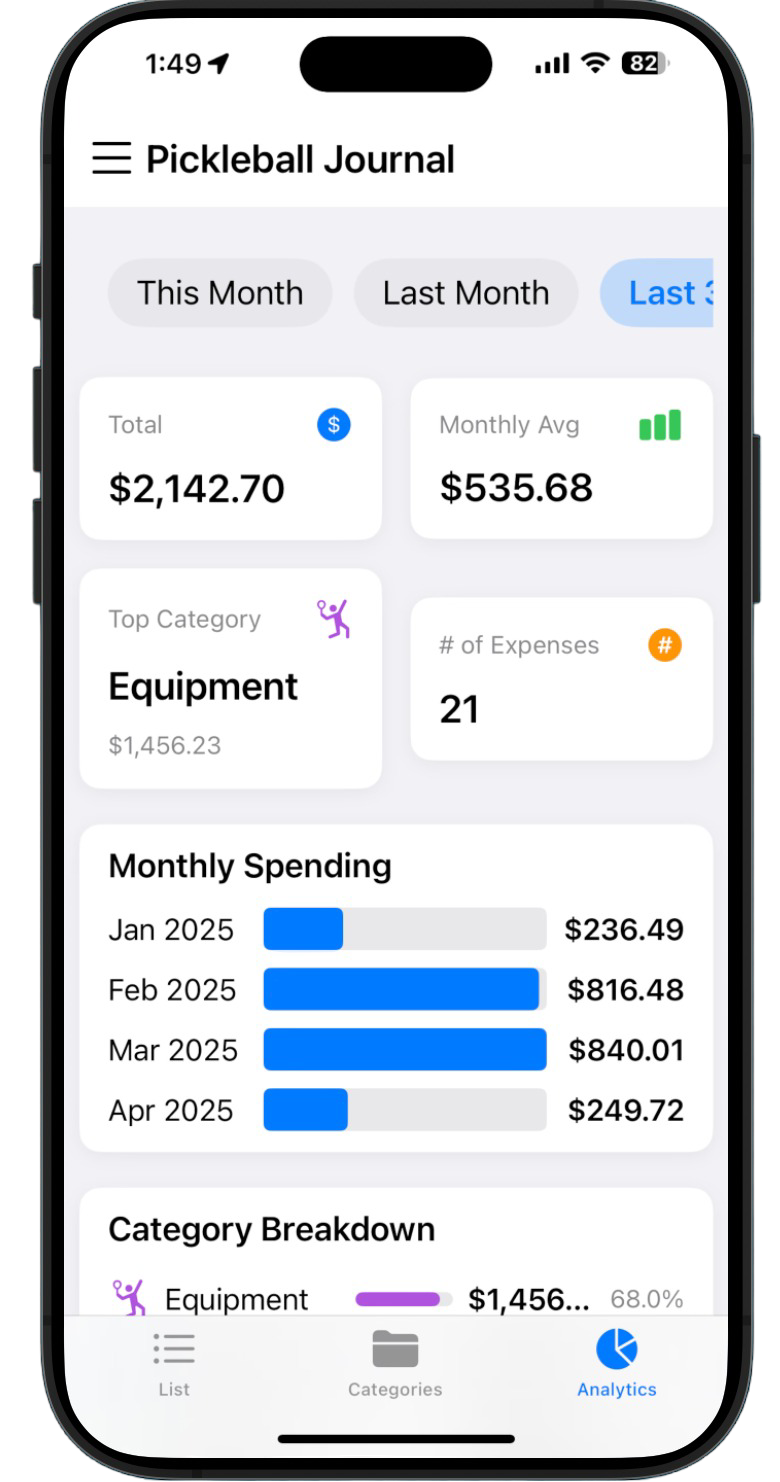 1:49 82
Pickleball Journal
This Month Last Month Last 3
Total $ Monthly Avg
$2,142.70 $535.68
Top Category # of Expenses #
Equipment 21
$1,456.23
Monthly Spending
Jan 2025 $236.49
Feb 2025 $816.48
Mar 2025 $840.01
Apr 2025 $249.72
Category Breakdown
Equipment $1,456... 68.0%
List Categories Analytics